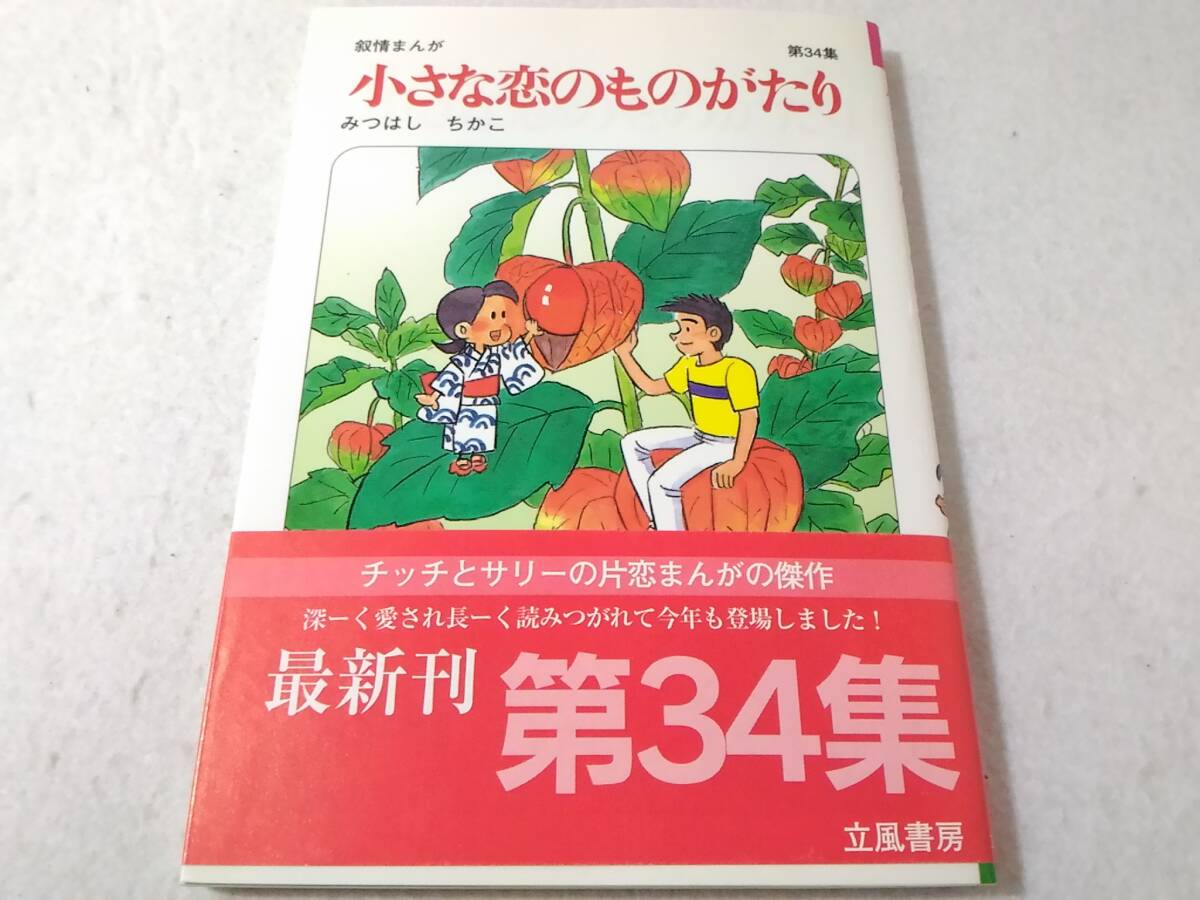 叙情まんが
第34集
小さな恋のものがたり
みつはし ちかこ
チッチとサリーの片恋まんがの傑作
深ーく愛され長ーく読みつがれて今年も登場しました!
最新刊
第34集
立風書房